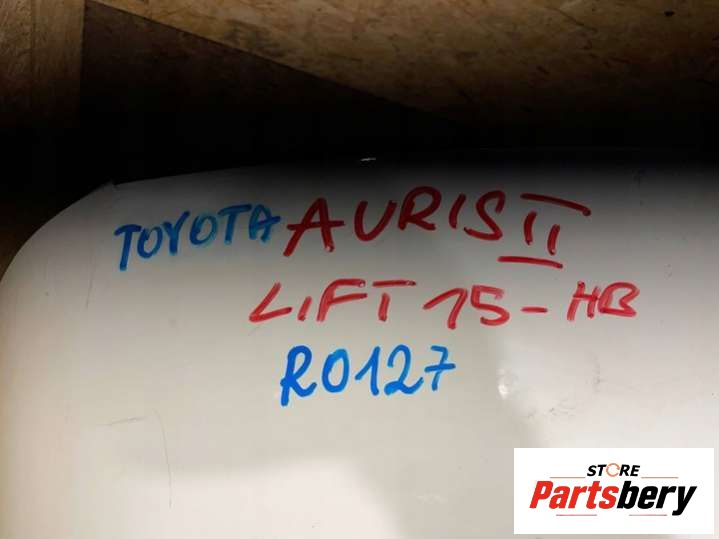 TOYOTA AURIS II
LIFT 15-HB
R0127
STORE
Partsbery